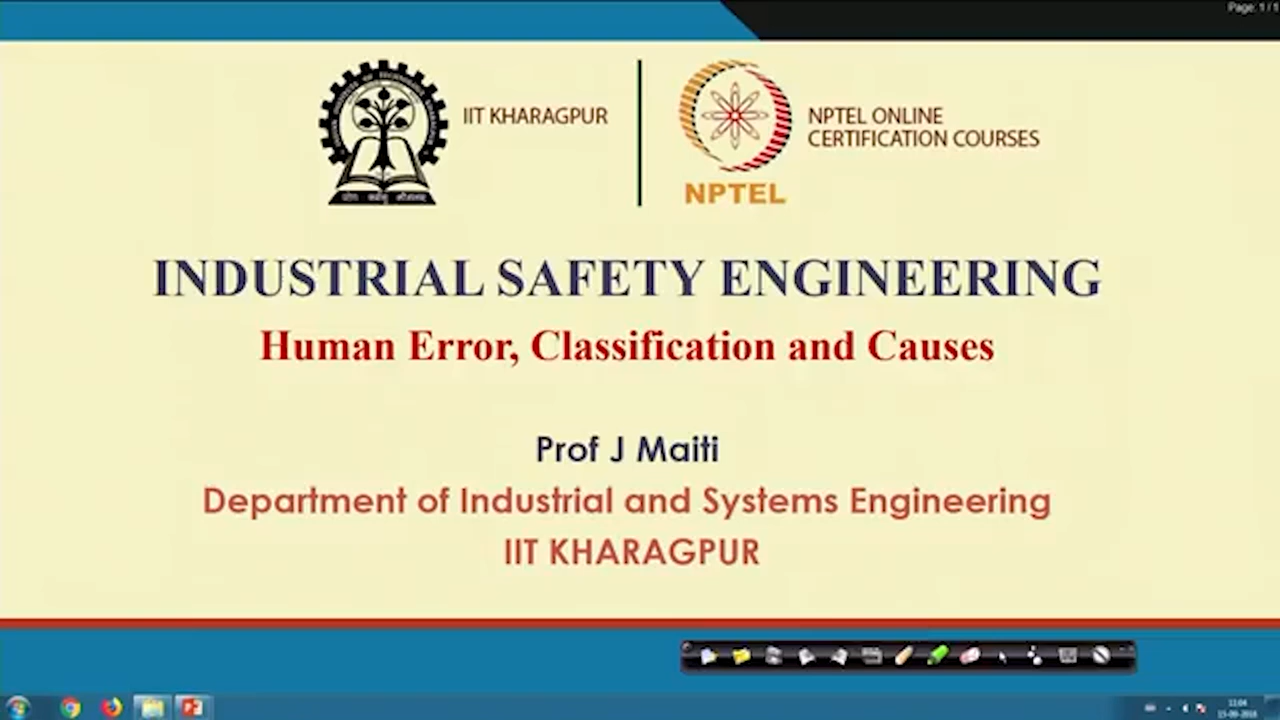 Page: 1 / 1
IIT KHARAGPUR
NPTEL ONLINE
CERTIFICATION COURSES
NPTEL
INDUSTRIAL SAFETY ENGINEERING
Human Error, Classification and Causes
Prof J Maiti
Department of Industrial and Systems Engineering
IIT KHARAGPUR